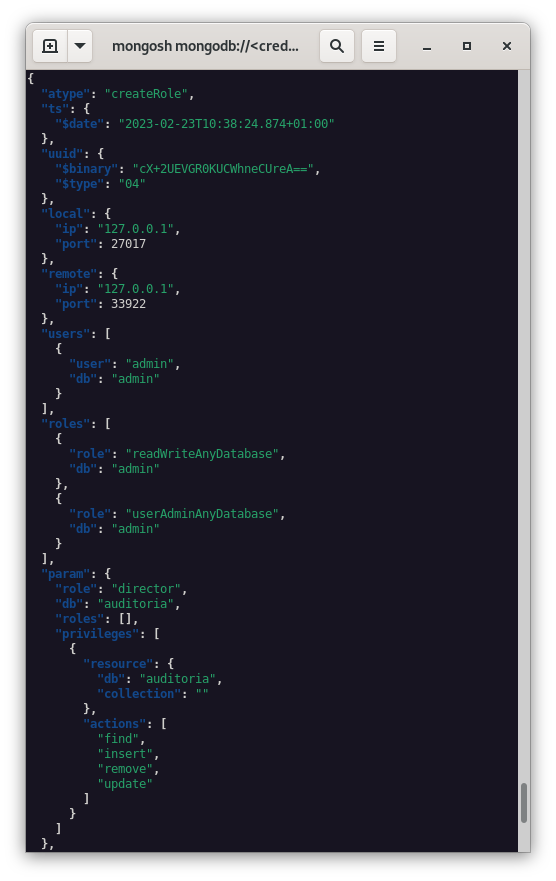 mongosh mongodb://<cred...
{
  "atype": "createRole",
  "ts": {
    "$date": "2023-02-23T10:38:24.874+01:00"
  },
  "uuid": {
    "$binary": "cX+2UEVGR0KUCWhneCUreA==",
    "$type": "04"
  },
  "local": {
    "ip": "127.0.0.1",
    "port": 27017
  },
  "remote": {
    "ip": "127.0.0.1",
    "port": 33922
  },
  "users": [
    {
      "user": "admin",
      "db": "admin"
    }
  ],
  "roles": [
    {
      "role": "readWriteAnyDatabase",
      "db": "admin"
    },
    {
      "role": "userAdminAnyDatabase",
      "db": "admin"
    }
  ],
  "param": {
    "role": "director",
    "db": "auditoria",
    "roles": [],
    "privileges": [
      {
        "resource": {
          "db": "auditoria",
          "collection": ""
        },
        "actions": [
          "find",
          "insert",
          "remove",
          "update"
        ]
      }
    ]
  },